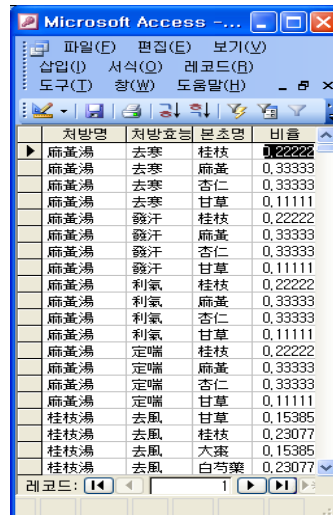 Microsoft Access -...
파일(F) 편집(E) 보기(V)
삽입(I) 서식(O) 레코드(R)
도구(T) 창(W) 도움말(H)
처방명 처방효능 본초명 비율
麻黃湯 去寒 桂枝 0,22222
麻黃湯 去寒 麻黃 0,33333
麻黃湯 去寒 杏仁 0,33333
麻黃湯 去寒 甘草 0,11111
麻黃湯 發汗 桂枝 0,22222
麻黃湯 發汗 麻黃 0,33333
麻黃湯 發汗 杏仁 0,33333
麻黃湯 發汗 甘草 0,11111
麻黃湯 利氣 桂枝 0,22222
麻黃湯 利氣 麻黃 0,33333
麻黃湯 利氣 杏仁 0,33333
麻黃湯 利氣 甘草 0,11111
麻黃湯 定喘 桂枝 0,22222
麻黃湯 定喘 麻黃 0,33333
麻黃湯 定喘 杏仁 0,33333
麻黃湯 定喘 甘草 0,11111
桂枝湯 去風 甘草 0,15385
桂枝湯 去風 桂枝 0,23077
桂枝湯 去風 大棗 0,15385
桂枝湯 去風 白芍藥 0,23077
레코드: 1